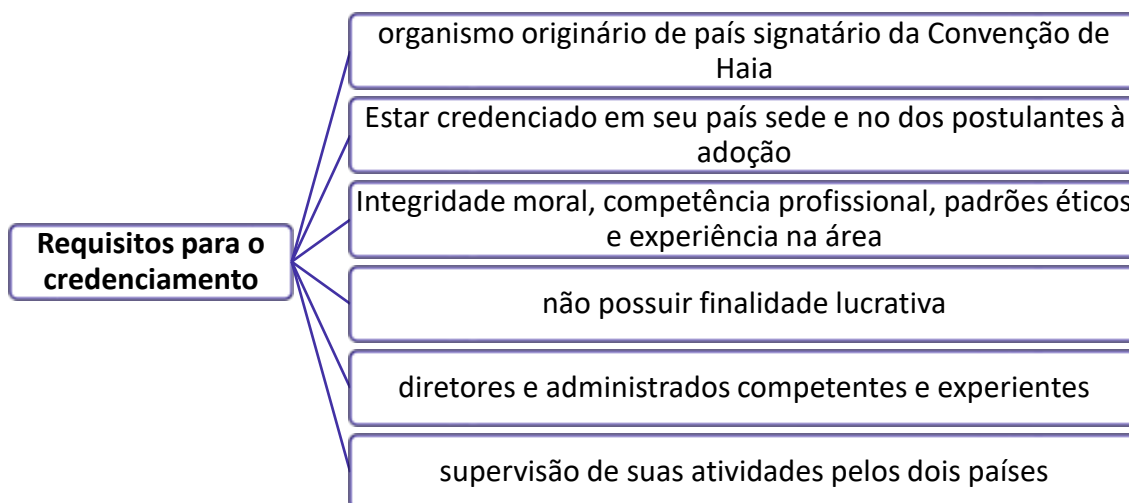 Requisitos para o
credenciamento
organismo originário de país signatário da Convenção de
Haia
Estar credenciado em seu país sede e no dos postulantes à
adoção
Integridade moral, competência profissional, padrões éticos
e experiência na área
não possuir finalidade lucrativa
diretores e administrados competentes e experientes
supervisão de suas atividades pelos dois países